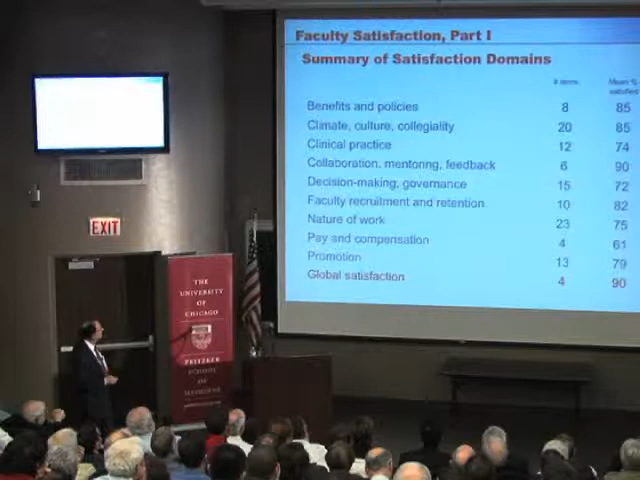 Faculty Satisfaction, Part I
Summary of Satisfaction Domains
# items Mean % satisfied
Benefits and policies 8 85
Climate, culture, collegiality 20 85
Clinical practice 12 74
Collaboration, mentoring, feedback 6 90
Decision-making, governance 15 72
Faculty recruitment and retention 10 82
Nature of work 23 75
Pay and compensation 4 61
Promotion 13 79
Global satisfaction 4 90
EXIT
THE
UNIVERSITY
OF
CHICAGO
PRITZKER
SCHOOL
OF
MEDICINE